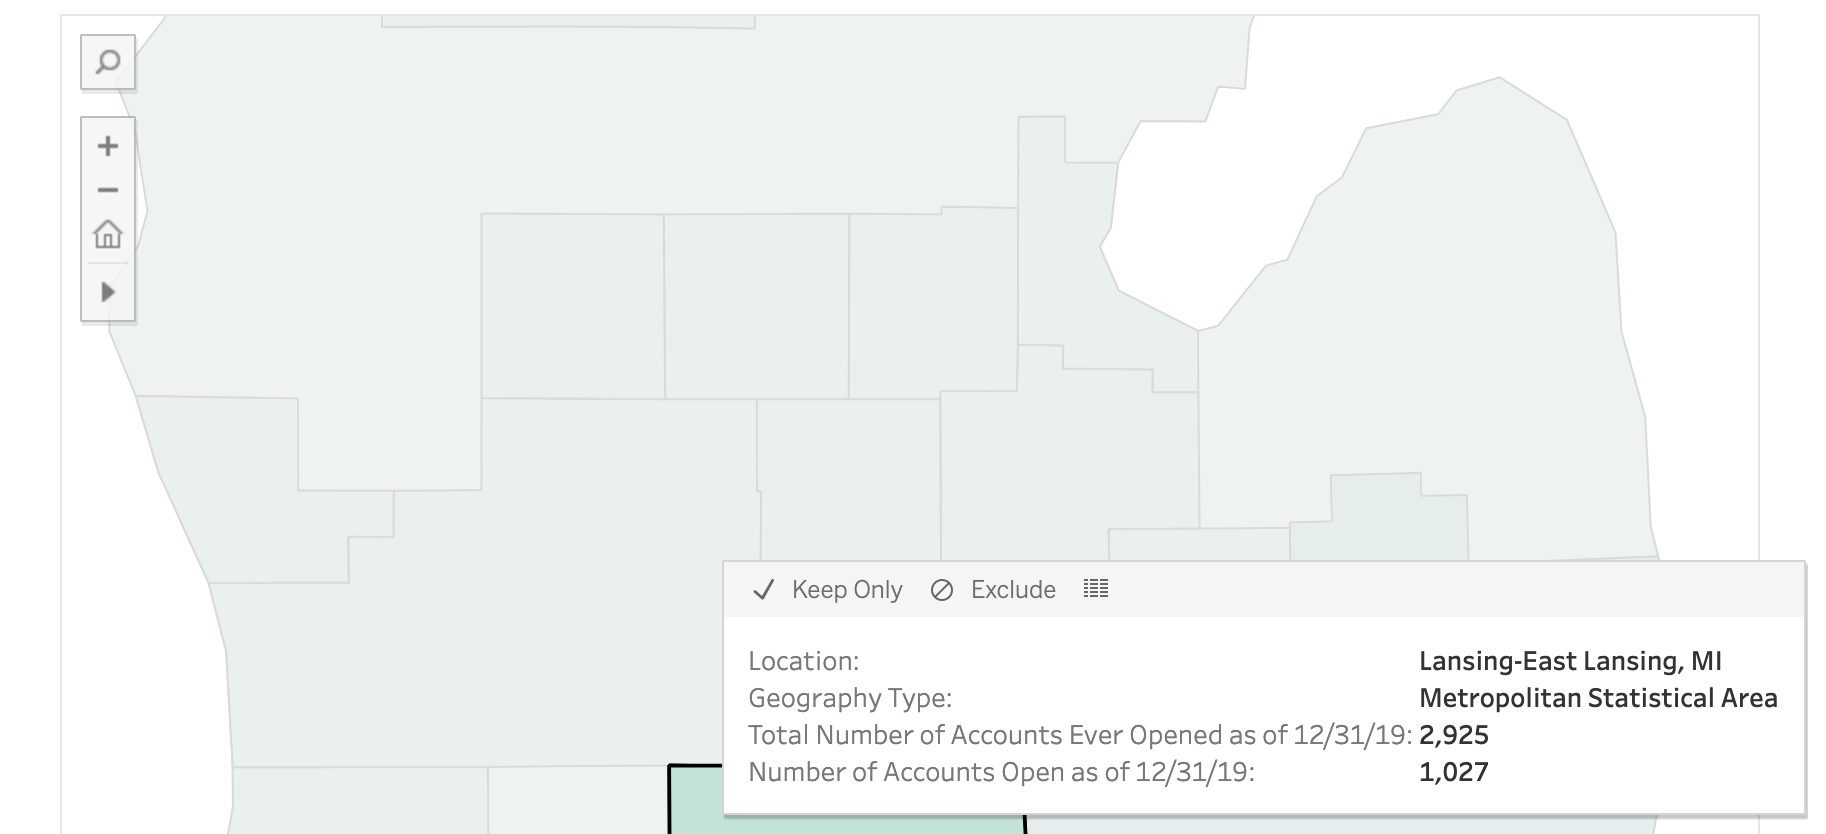 Keep Only Exclude
Location: Lansing-East Lansing, MI
Geography Type: Metropolitan Statistical Area
Total Number of Accounts Ever Opened as of 12/31/19: 2,925
Number of Accounts Open as of 12/31/19: 1,027